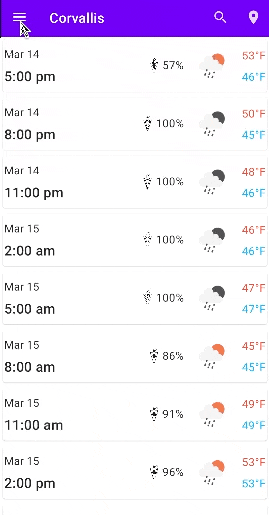 Corvallis
Mar 14
5:00 pm
57%
53°F
46°F
Mar 14
8:00 pm
100%
50°F
45°F
Mar 14
11:00 pm
100%
48°F
46°F
Mar 15
2:00 am
100%
46°F
46°F
Mar 15
5:00 am
100%
47°F
47°F
Mar 15
8:00 am
86%
45°F
45°F
Mar 15
11:00 am
91%
49°F
49°F
Mar 15
2:00 pm
96%
53°F
53°F